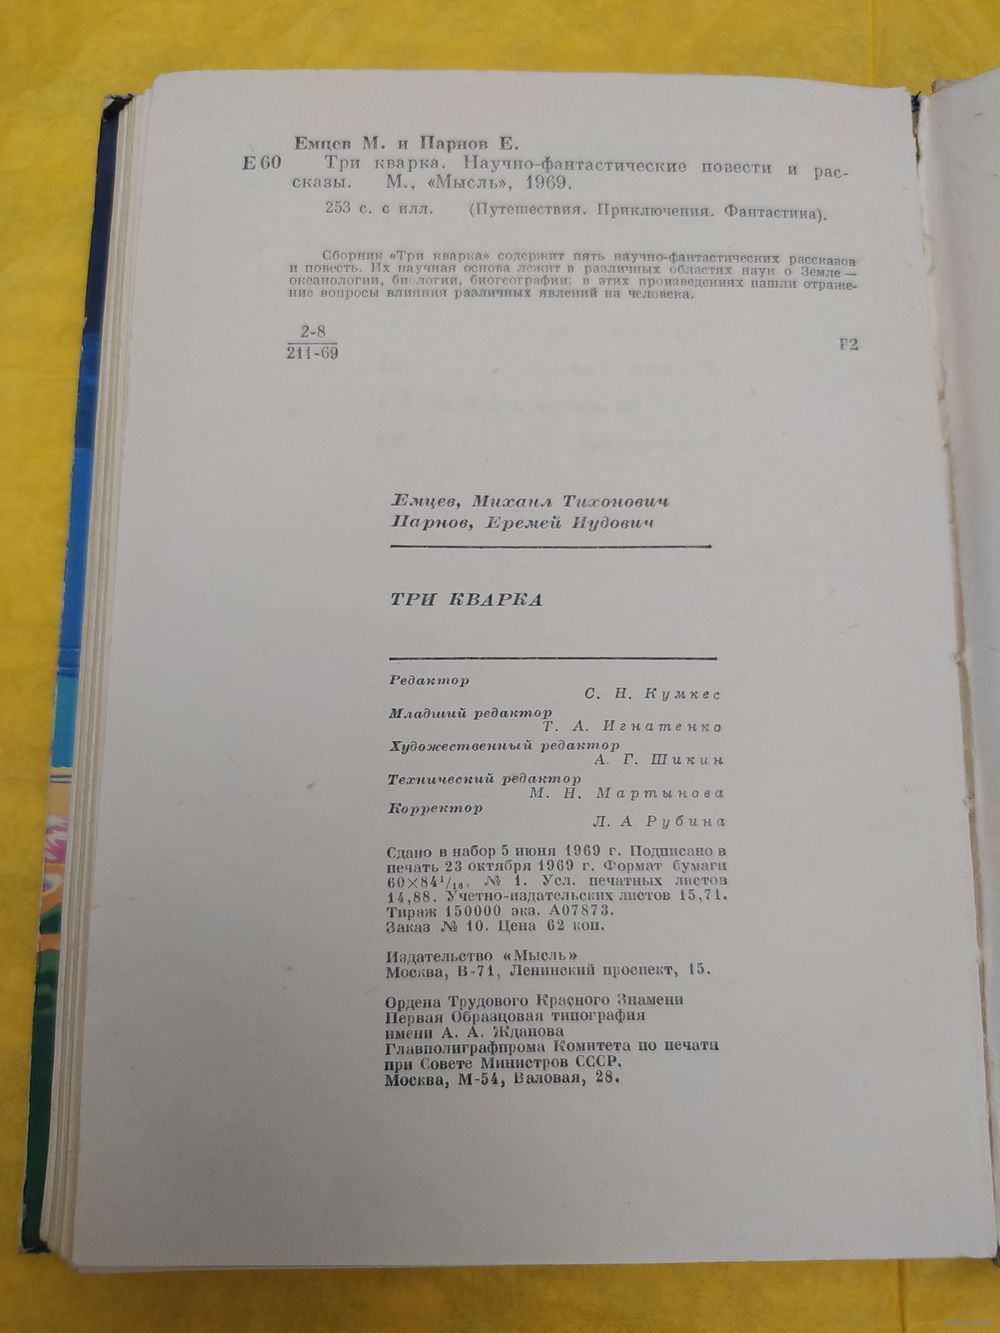 Емцев М. и Парнов Е.
Е 60 Три кварка. Научно-фантастические повести и рас-
сказы. М., «Мысль», 1969.
253 с. с илл. (Путешествия. Приключения. Фантастика).
Сборник «Три кварка» содержит пять научно-фантастических рассказов
и повесть. Их научная основа лежит в различных областях наук о Земле —
океанологии, биологии, биогеографии; в этих произведениях нашли отраже-
ние вопросы влияния различных явлений на человека.
2-8
211-69
Р2
Емцев, Михаил Тихонович
Парнов, Еремей Иудович
ТРИ КВАРКА
Редактор
С. Н. Кумкес
Младший редактор
Т. А. Игнатенко
Художественный редактор
А. Г. Шикин
Технический редактор
М. Н. Мартынова
Корректор
Л. А Рубина
Сдано в набор 5 июня 1969 г. Подписано в
печать 23 октября 1969 г. Формат бумаги
60×84¹/₁₆. № 1. Усл. печатных листов
14,88. Учетно-издательских листов 15,71.
Тираж 150000 экз. А07873.
Заказ № 10. Цена 62 коп.
Издательство «Мысль»
Москва, В-71, Ленинский проспект, 15.
Ордена Трудового Красного Знамени
Первая Образцовая типография
имени А. А. Жданова
Главполиграфпрома Комитета по печати
при Совете Министров СССР.
Москва, М-54, Валовая, 28.